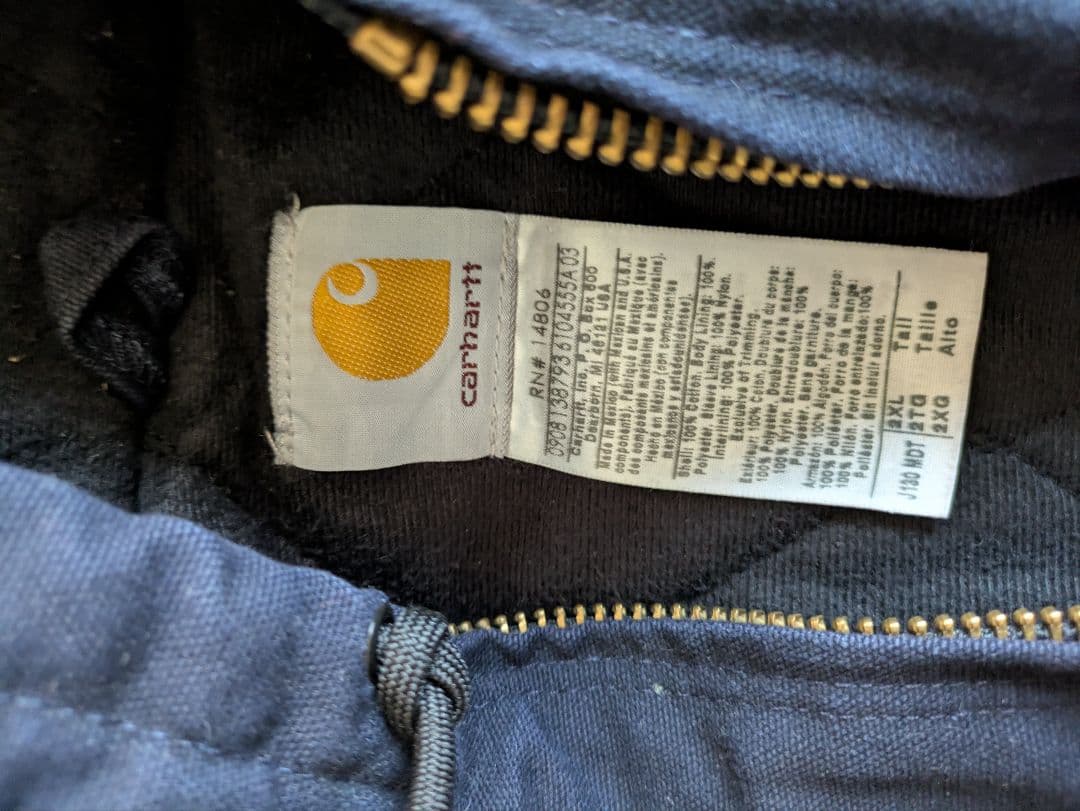 carhartt
RN# 14806
0908138793610455A 03
Carhartt, Inc, P. O. Box 600
Dearborn, MI 48121 USA
Made in Mexico (with Mexican and U.S.A.
components). Fabriqué au Mexique (avec
des composants mexicains et américains).
Hecho en México (con componentes
mexicanos y estadounidenses).
Shell: 100% Cotton. Body Lining: 100%
Polyester. Sleeve Lining: 100% Nylon.
Interlining: 100% Polyester.
Exclusive of Trimming.
Extérieur: 100% Coton. Doublure du corps:
100% Polyester. Doublure de la manche:
100% Nylon. Entredoublure: 100%
Polyester. Sans garniture.
Armazón: 100% Algodón. Forro del cuerpo:
100% Poliéster. Forro de la manga:
100% Nilón. Forro entrelazado: 100%
Poliéster. Sin incluir adorno.
2XL Tall
2TG Taille
J130 MDT 2XG Alto